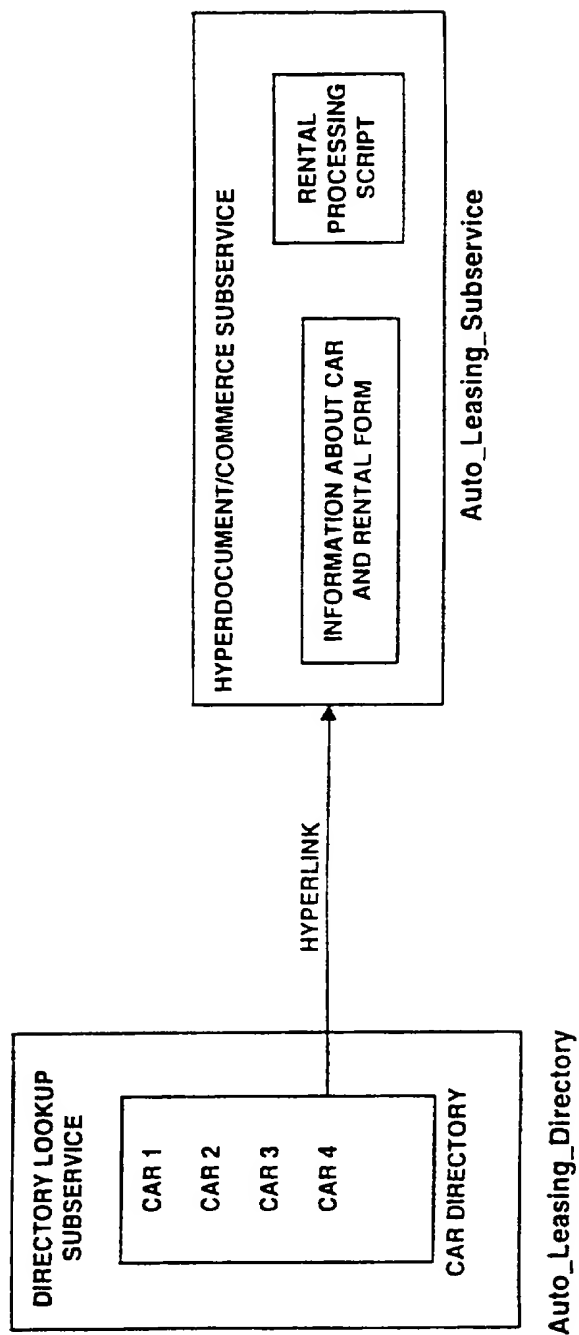 DIRECTORY LOOKUP
SUBSERVICE
CAR 1
CAR 2
CAR 3
CAR 4
CAR DIRECTORY
Auto_Leasing_Directory
HYPERLINK
HYPERDOCUMENT/COMMERCE SUBSERVICE
INFORMATION ABOUT CAR
AND RENTAL FORM
RENTAL
PROCESSING
SCRIPT
Auto_Leasing_Subservice